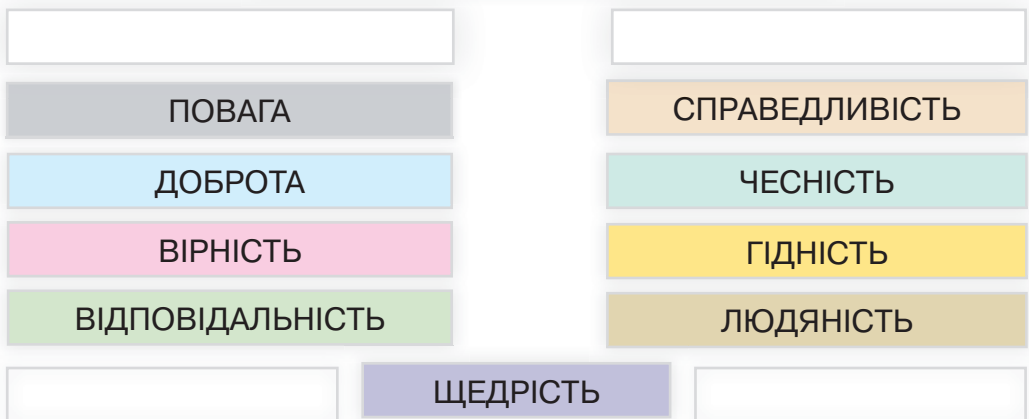 ПОВАГА
СПРАВЕДЛИВІСТЬ
ДОБРОТА
ЧЕСНІСТЬ
ВІРНІСТЬ
ГІДНІСТЬ
ВІДПОВІДАЛЬНІСТЬ
ЛЮДЯНІСТЬ
ЩЕДРІСТЬ